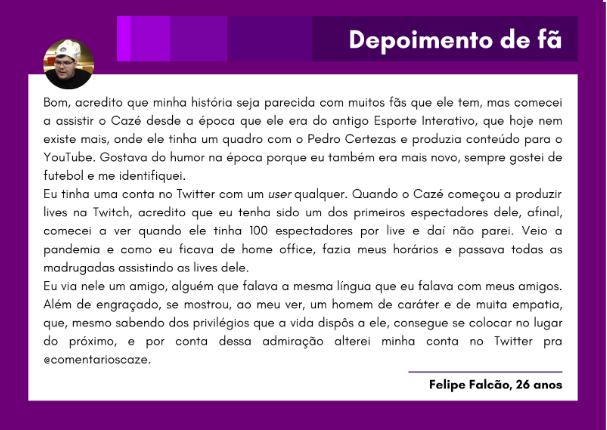 Depoimento de fã
Bom, acredito que minha história seja parecida com muitos fãs que ele tem, mas comecei
a assistir o Cazé desde a época que ele era do antigo Esporte Interativo, que hoje nem
existe mais, onde ele tinha um quadro com o Pedro Certezas e produzia conteúdo para o
YouTube. Gostava do humor na época porque eu também era mais novo, sempre gostei de
futebol e me identifiquei.
Eu tinha uma conta no Twitter com um user qualquer. Quando o Cazé começou a produzir
lives na Twitch, acredito que eu tenha sido um dos primeiros espectadores dele, afinal,
comecei a ver quando ele tinha 100 espectadores por live e daí não parei. Veio a
pandemia e como eu ficava de home office, fazia meus horários e passava todas as
madrugadas assistindo as lives dele.
Eu via nele um amigo, alguém que falava a mesma língua que eu falava com meus amigos.
Além de engraçado, se mostrou, ao meu ver, um homem de caráter e de muita empatia,
que, mesmo sabendo dos privilégios que a vida dispôs a ele, consegue se colocar no lugar
do próximo, e por conta dessa admiração alterei minha conta no Twitter pra
@comentarioscaze.
Felipe Falcão, 26 anos